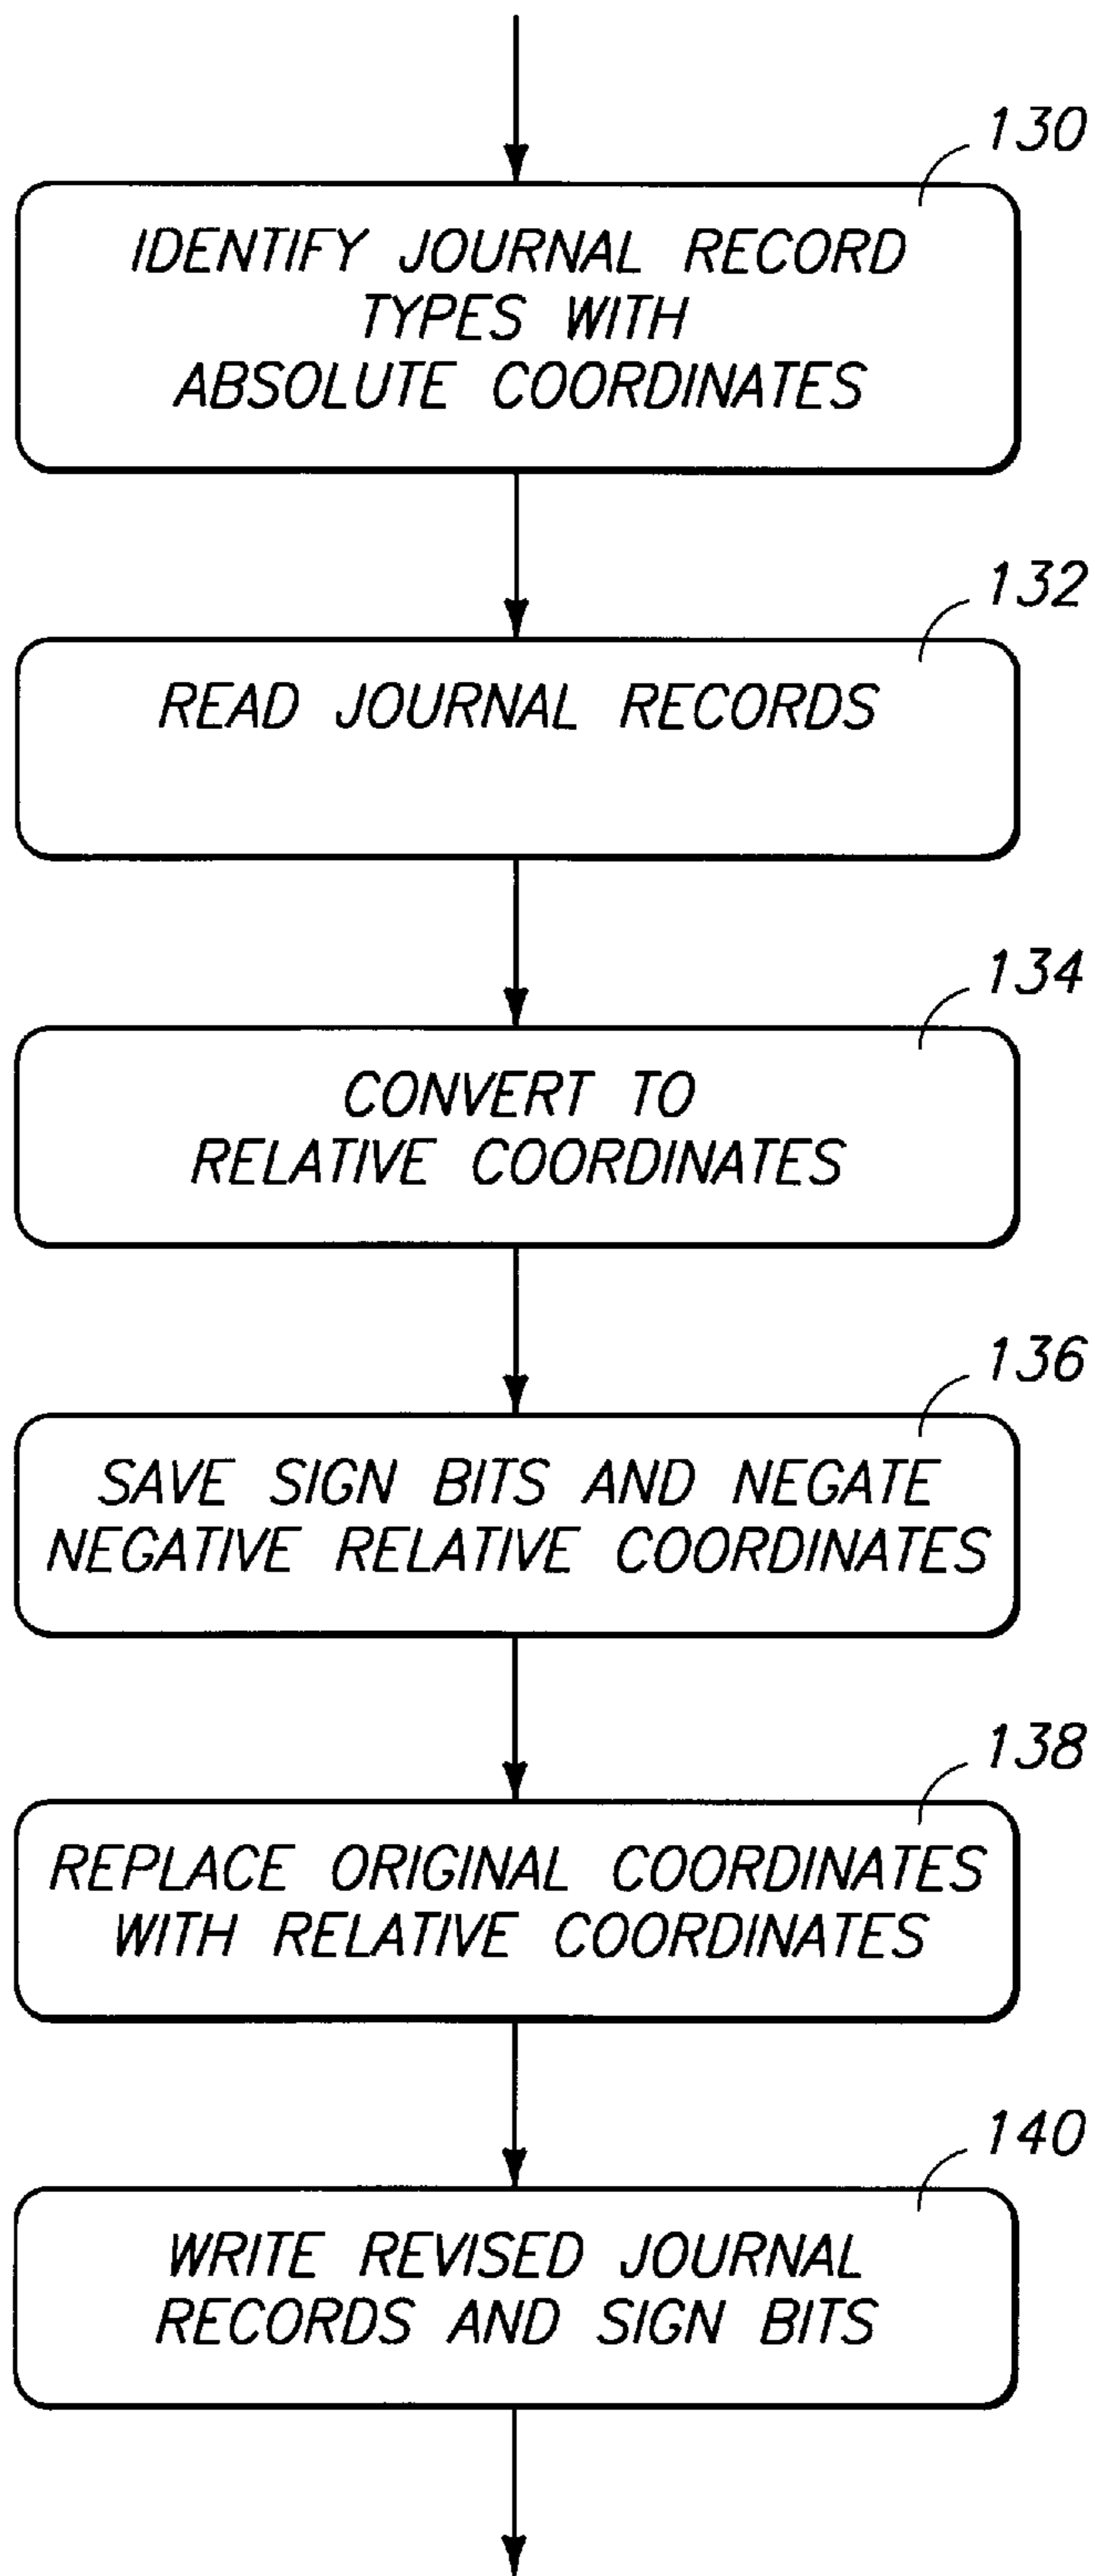 130
IDENTIFY JOURNAL RECORD
TYPES WITH
ABSOLUTE COORDINATES
132
READ JOURNAL RECORDS
134
CONVERT TO
RELATIVE COORDINATES
136
SAVE SIGN BITS AND NEGATE
NEGATIVE RELATIVE COORDINATES
138
REPLACE ORIGINAL COORDINATES
WITH RELATIVE COORDINATES
140
WRITE REVISED JOURNAL
RECORDS AND SIGN BITS